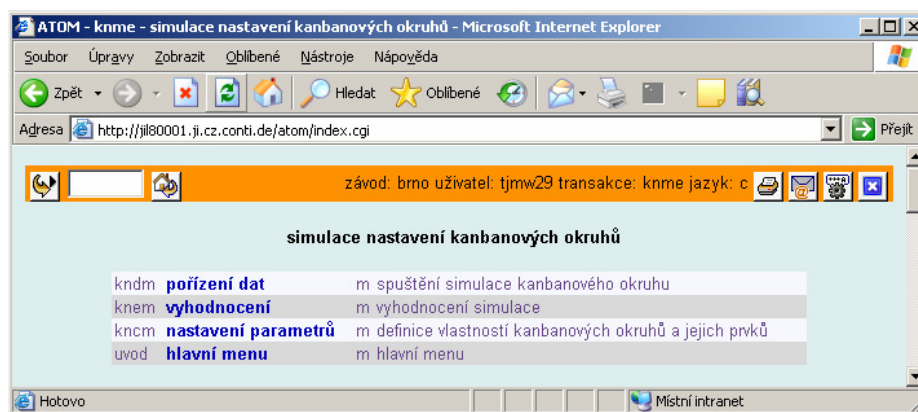 ATOM - knme - simulace nastavení kanbanových okruhů - Microsoft Internet Explorer
Soubor Úpravy Zobrazit Oblíbené Nástroje Nápověda
Zpět Hledat Oblíbené
Adresa http://jil80001.ji.cz.conti.de/atom/index.cgi Přejít
závod: brno uživatel: tjmw29 transakce: knme jazyk: c
simulace nastavení kanbanových okruhů
kndm pořízení dat m spuštění simulace kanbanového okruhu
knem vyhodnocení m vyhodnocení simulace
kncm nastavení parametrů m definice vlastností kanbanových okruhů a jejich prvků
uvod hlavní menu m hlavní menu
Hotovo Místní intranet